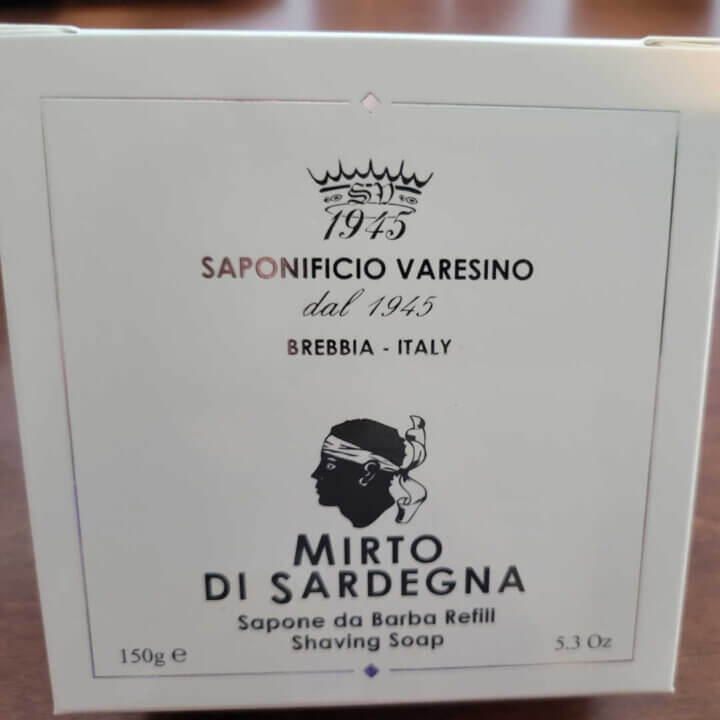 SV
1945
SAPONIFICIO VARESINO
dal 1945
BREBBIA - ITALY
MIRTO
DI SARDEGNA
Sapone da Barba Refill
Shaving Soap
150g ℮
5.3 Oz